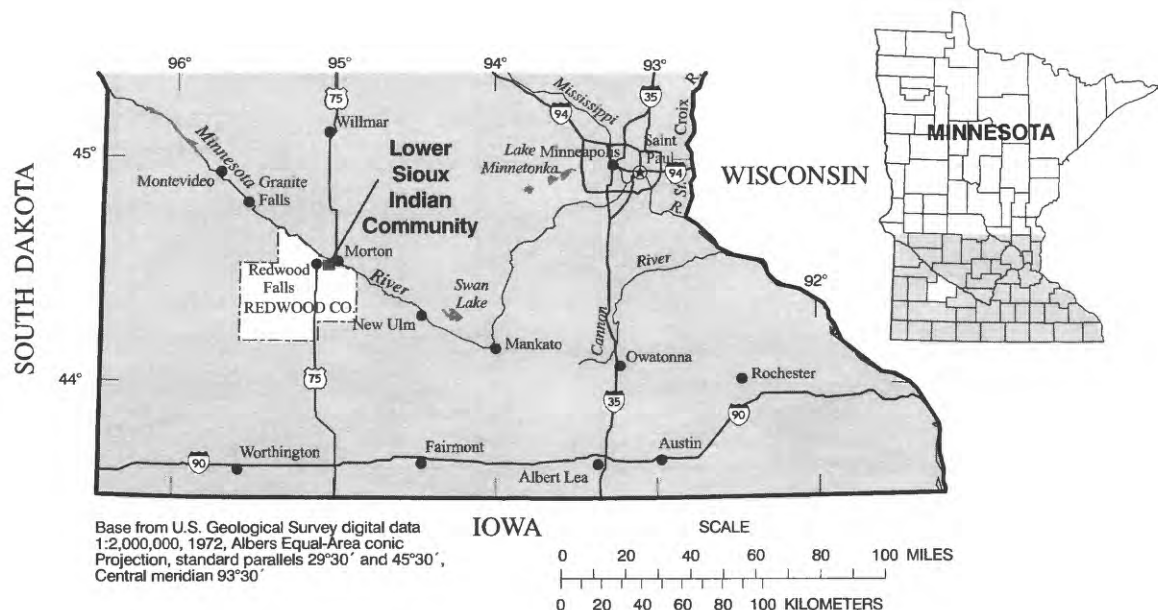 96°
95°
94°
93°
75
Willmar
Mississippi
94
35
Croix
R.
Saint
Paul
Minneapolis
Lake
Minnetonka
94
St.
R.
WISCONSIN
MINNESOTA
45°
Minnesota
Montevideo
Granite
Falls
Lower
Sioux
Indian
Community
Morton
Redwood
Falls
REDWOOD CO.
River
Swan
Lake
New Ulm
Mankato
River
Cannon
92°
SOUTH DAKOTA
44°
75
Owatonna
Rochester
35
90
90
Worthington
Fairmont
Albert Lea
Austin
IOWA
Base from U.S. Geological Survey digital data
1:2,000,000, 1972, Albers Equal-Area conic
Projection, standard parallels 29°30´ and 45°30´,
Central meridian 93°30´
SCALE
0 20 40 60 80 100 MILES
0 20 40 60 80 100 KILOMETERS